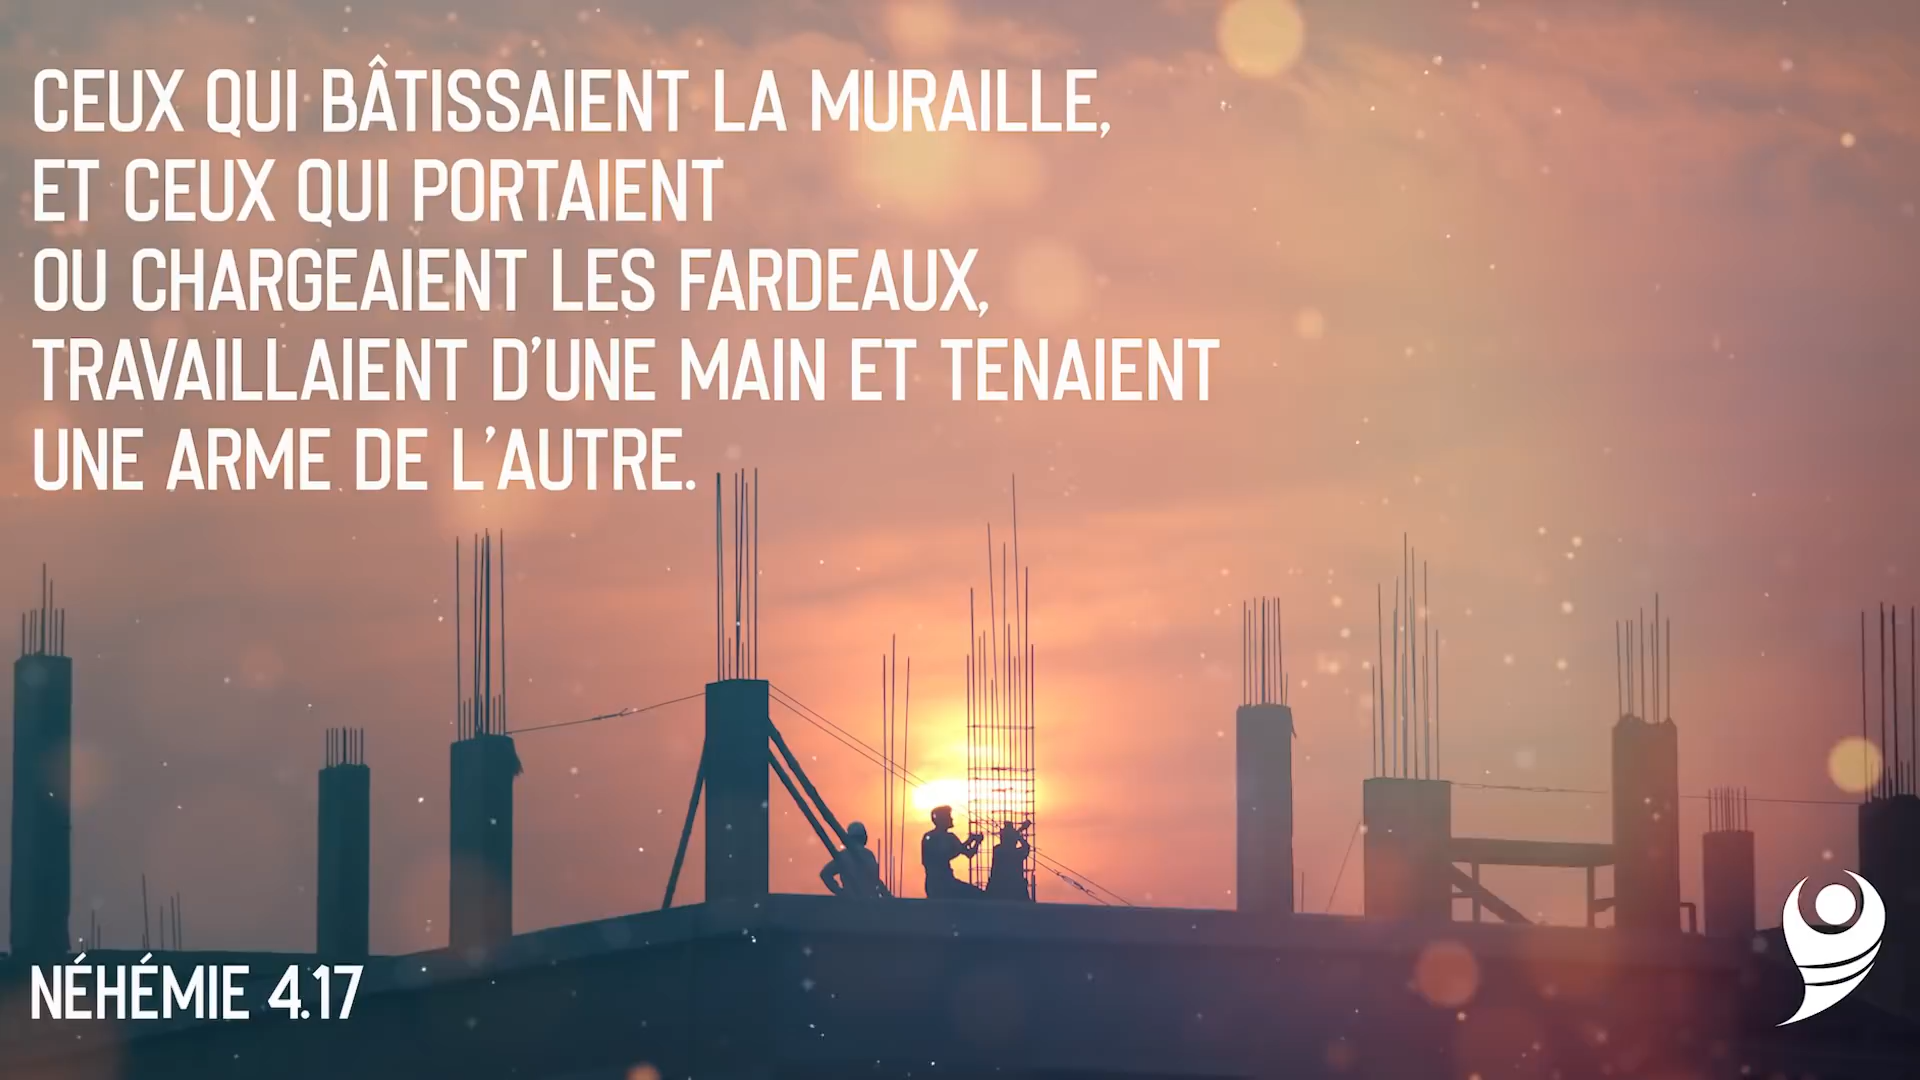 CEUX QUI BÂTISSAIENT LA MURAILLE,
ET CEUX QUI PORTAIENT
OU CHARGEAIENT LES FARDEAUX,
TRAVAILLAIENT D’UNE MAIN ET TENAIENT
UNE ARME DE L’AUTRE.
NÉHÉMIE 4.17